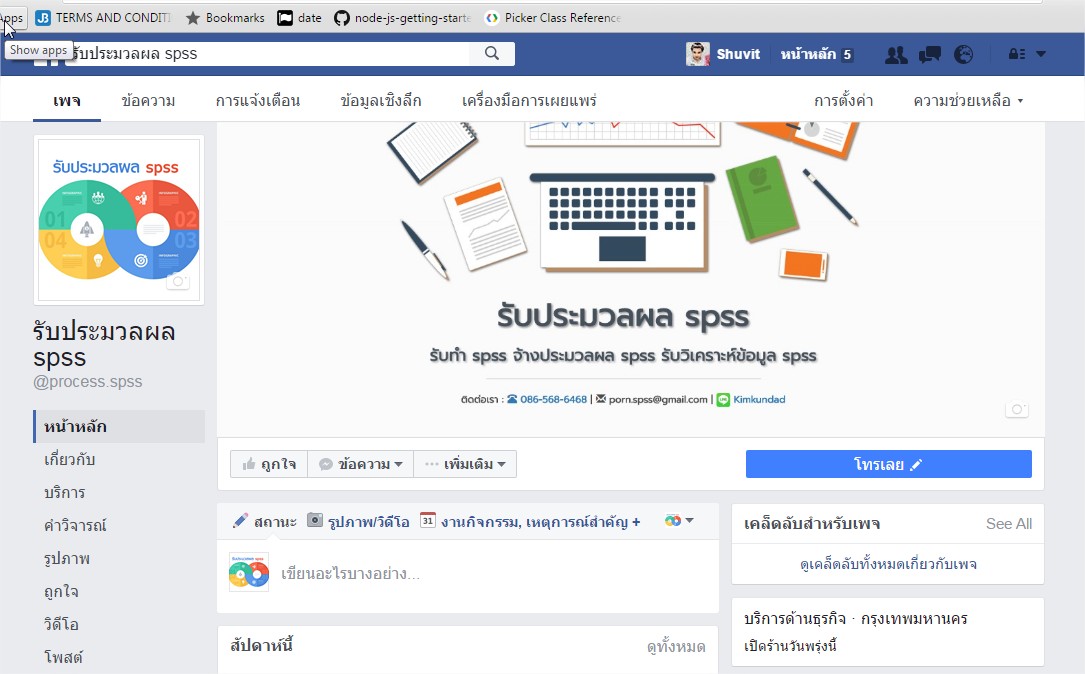 Apps TERMS AND CONDITI Bookmarks date node-js-getting-starte Picker Class Reference
Show apps
รับประมวลผล spss
Shuvit หน้าหลัก 5
เพจ ข้อความ การแจ้งเตือน ข้อมูลเชิงลึก เครื่องมือการเผยแพร่ การตั้งค่า ความช่วยเหลือ
รับประมวลผล spss
01 02
04 03
รับประมวลผล spss
รับทำ spss จ้างประมวลผล spss รับวิเคราะห์ข้อมูล spss
ติดต่อเรา : 086-568-6468 | porn.spss@gmail.com | Kimkundad
รับประมวลผล
spss
@process.spss
หน้าหลัก
เกี่ยวกับ
บริการ
คำวิจารณ์
รูปภาพ
ถูกใจ
วิดีโอ
โพสต์
ถูกใจ ข้อความ ··· เพิ่มเติม โทรเลย
สถานะ รูปภาพ/วิดีโอ 31 งานกิจกรรม, เหตุการณ์สำคัญ +
เขียนอะไรบางอย่าง...
สัปดาห์นี้ ดูทั้งหมด
เคล็ดลับสำหรับเพจ See All
ดูเคล็ดลับทั้งหมดเกี่ยวกับเพจ
บริการด้านธุรกิจ · กรุงเทพมหานคร
เปิดร้านวันพรุ่งนี้